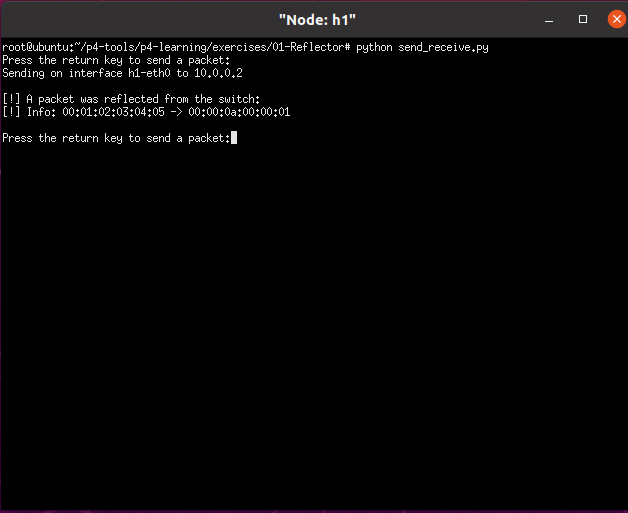 "Node: h1"
root@ubuntu:~/p4-tools/p4-learning/exercises/01-Reflector# python send_receive.py
Press the return key to send a packet:
Sending on interface h1-eth0 to 10.0.0.2
[!] A packet was reflected from the switch:
[!] Info: 00:01:02:03:04:05 -> 00:00:0a:00:00:01
Press the return key to send a packet: